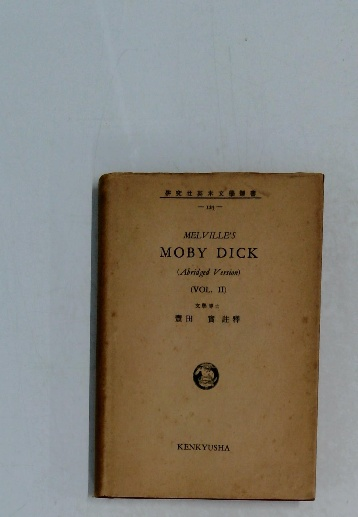 研究社英米文學叢書
— 123 —
MELVILLE'S
MOBY DICK
(Abridged Version)
(VOL. II)
文學博士
豐田 實 註釋
KENKYUSHA